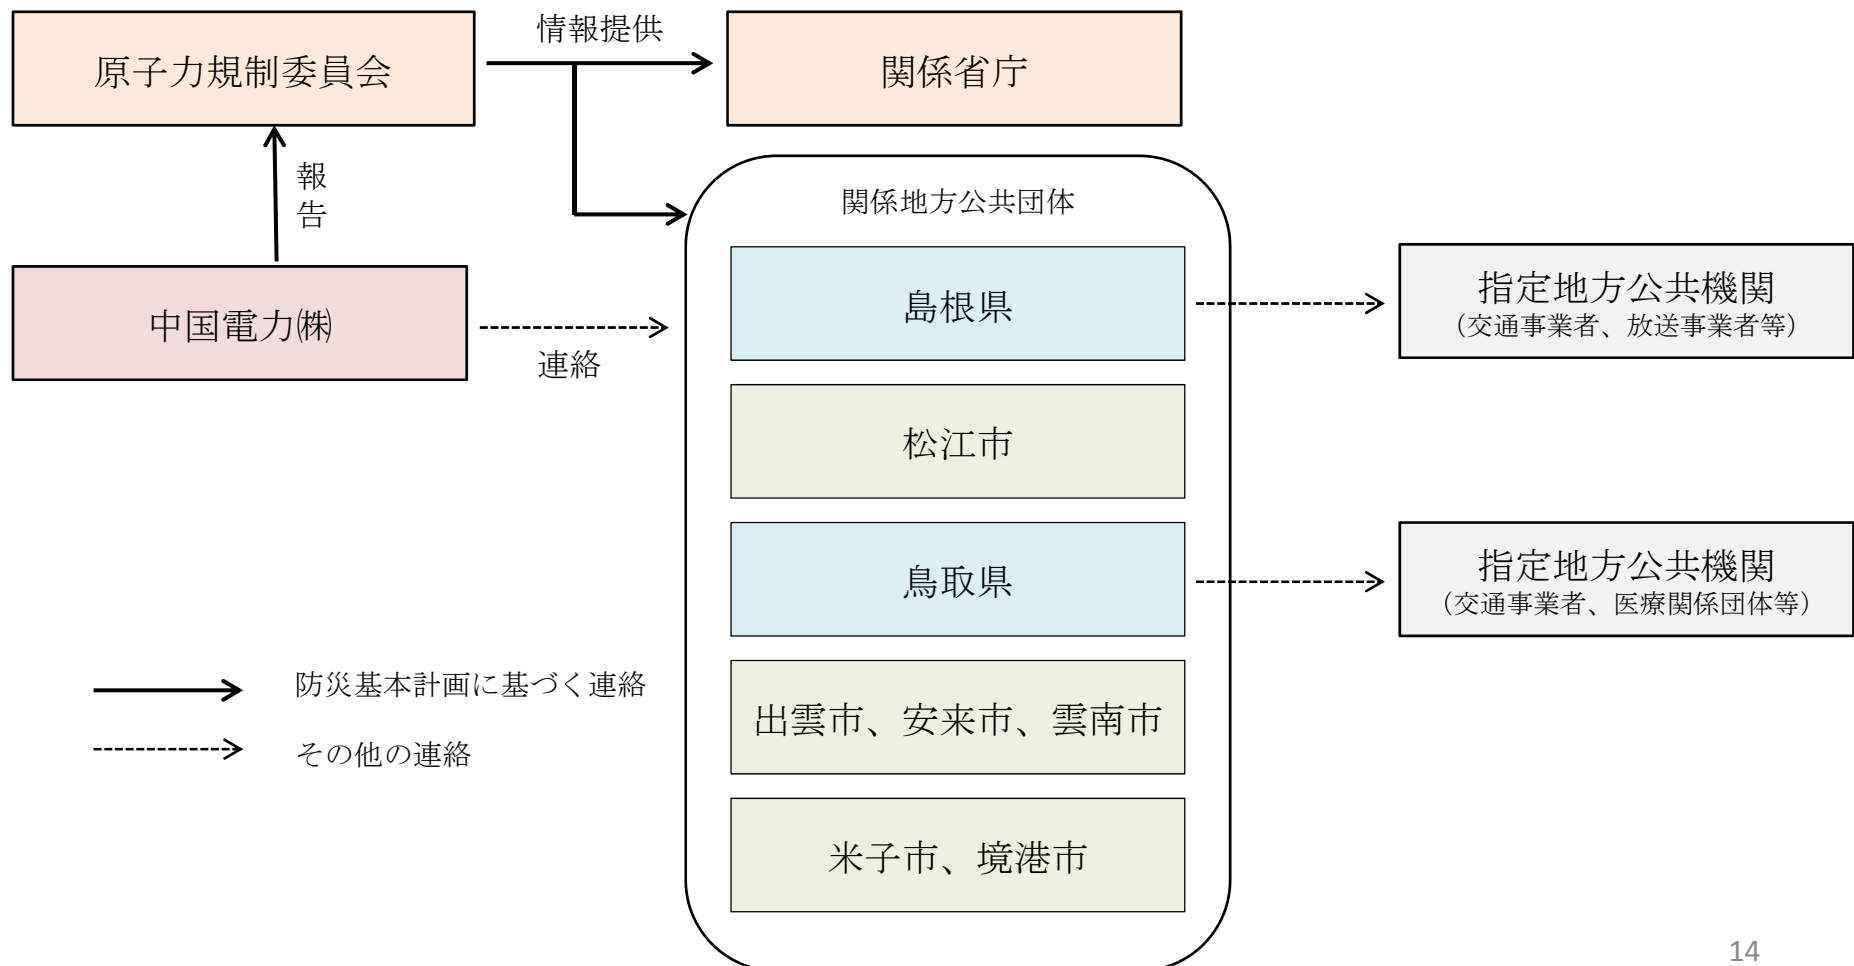 原子力規制委員会
情報提供
関係省庁
報
告
中国電力㈱
連絡
関係地方公共団体
島根県
指定地方公共機関
(交通事業者、放送事業者等)
松江市
鳥取県
指定地方公共機関
(交通事業者、医療関係団体等)
出雲市、安来市、雲南市
米子市、境港市
防災基本計画に基づく連絡
その他の連絡
14